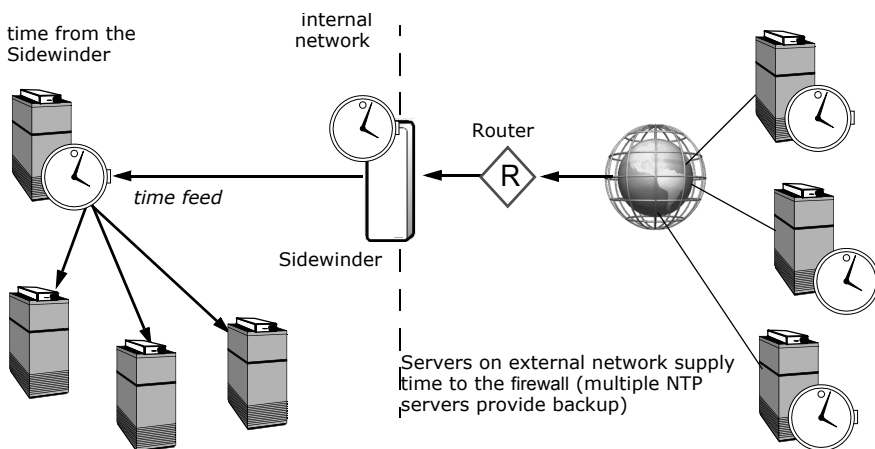 time from the
Sidewinder
internal
network
Router
R
time feed
Sidewinder
Servers on external network supply
time to the firewall (multiple NTP
servers provide backup)